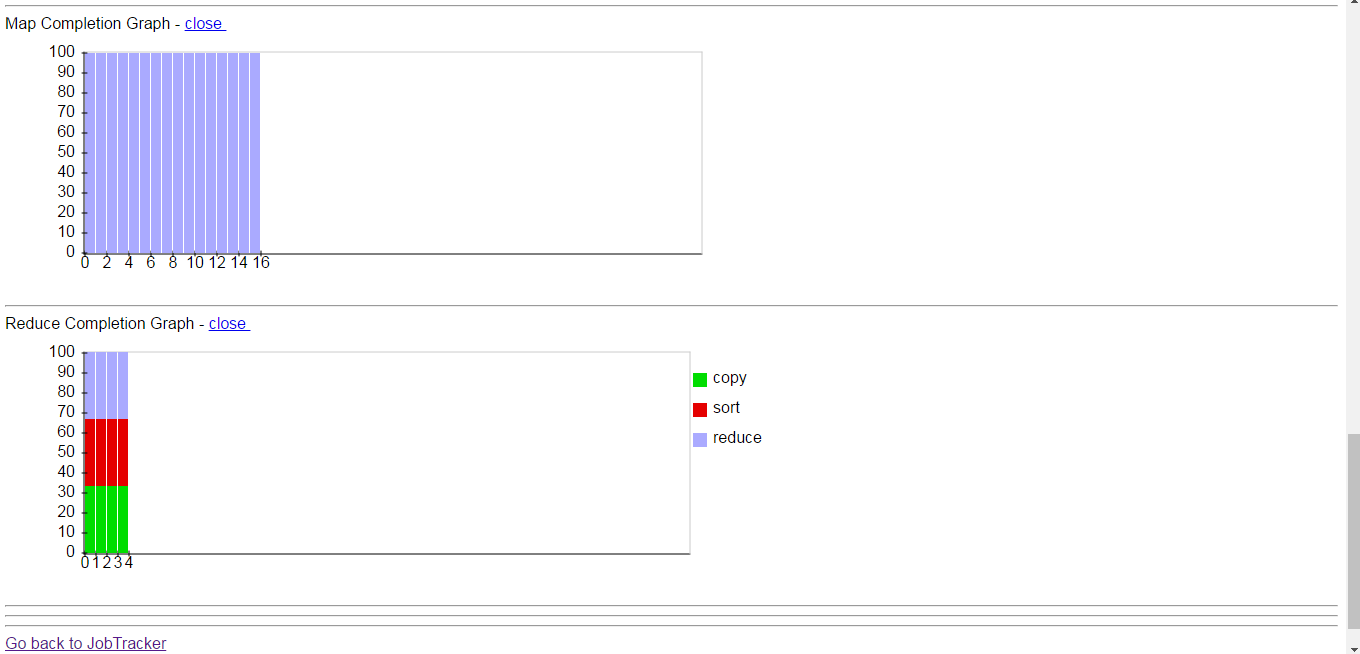 Map Completion Graph - close
100
90
80
70
60
50
40
30
20
10
0
0 2 4 6 8 10 12 14 16
Reduce Completion Graph - close
100
90
80
70
60
50
40
30
20
10
0
0 1 2 3 4
copy
sort
reduce
Go back to JobTracker